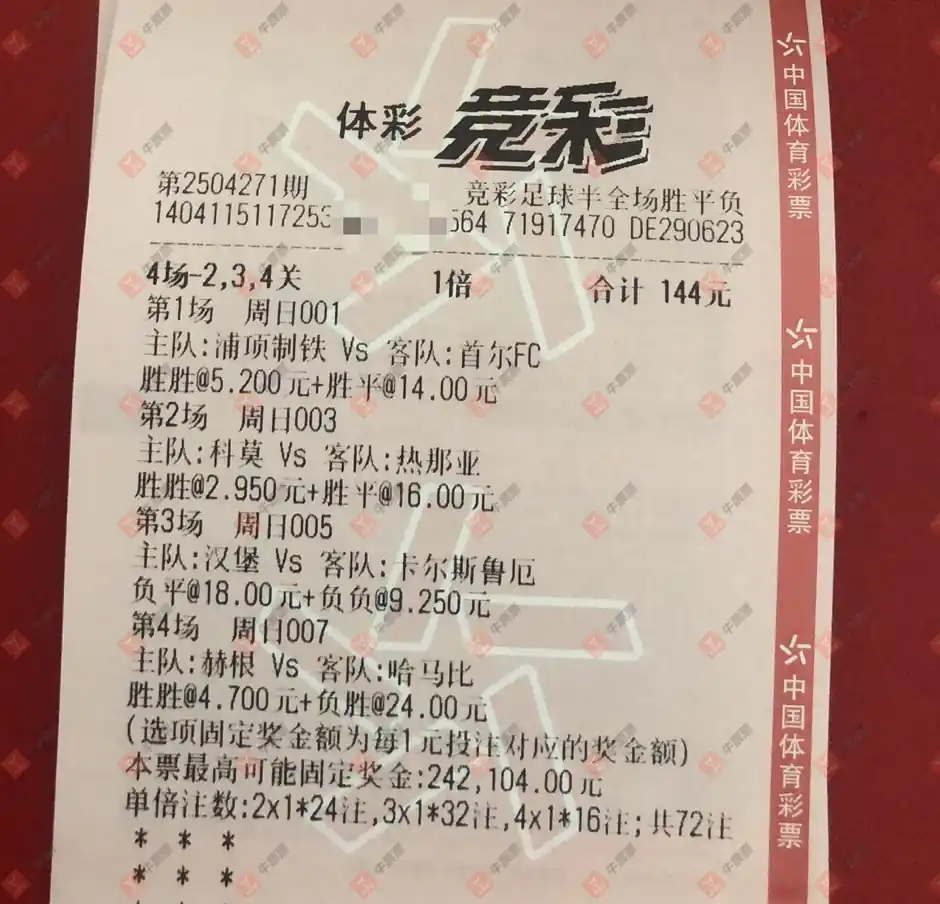 体彩 竞彩
第2504271期 竞彩足球半全场胜平负
1404115117253 564 71917470 DE290623
4场-2,3,4关 1倍 合计 144元
第1场 周日001
主队:浦项制铁 Vs 客队:首尔FC
胜胜@5.200元+胜平@14.00元
第2场 周日003
主队:科莫 Vs 客队:热那亚
胜胜@2.950元+胜平@16.00元
第3场 周日005
主队:汉堡 Vs 客队:卡尔斯鲁厄
负平@18.00元+负负@9.250元
第4场 周日007
主队:赫根 Vs 客队:哈马比
胜胜@4.700元+负胜@24.00元
(选项固定奖金额为每1元投注对应的奖金额)
本票最高可能固定奖金:242,104.00元
单倍注数:2x1*24注,3x1*32注,4x1*16注;共72注
* * *
* * *
中国体育彩票
中国体育彩票
中国体育彩票